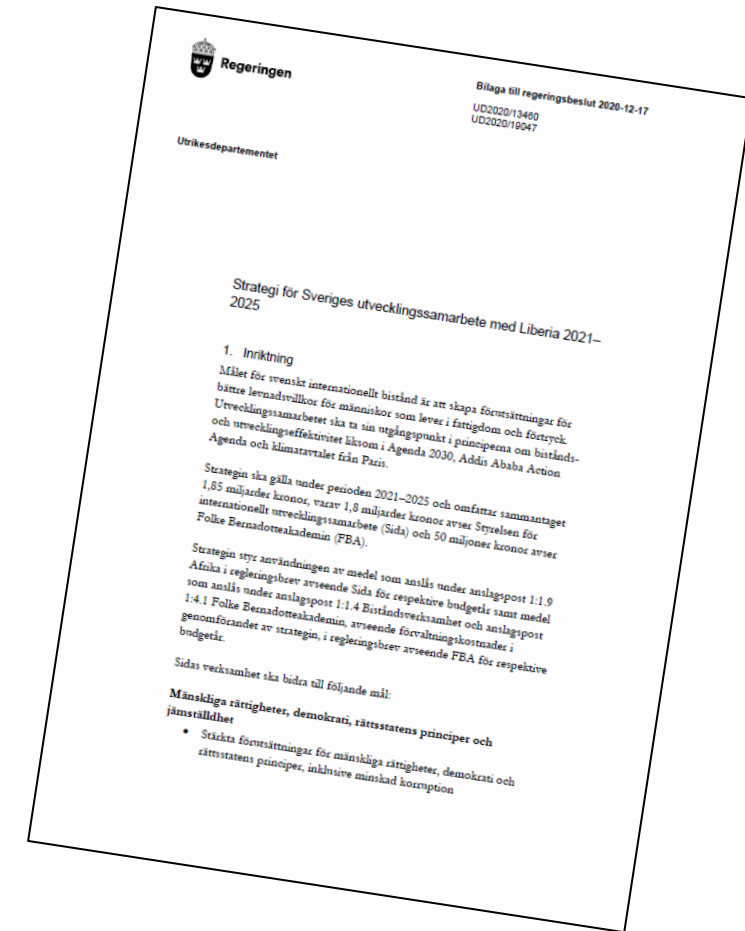 Regeringen
Bilaga till regeringsbeslut 2020-12-17
UD2020/13460
UD2020/19047
Utrikesdepartementet
Strategi för Sveriges utvecklingssamarbete med Liberia 2021–
2025
1. Inriktning
Målet för svenskt internationellt bistånd är att skapa förutsättningar för
bättre levnadsvillkor för människor som lever i fattigdom och förtryck.
Utvecklingssamarbetet ska ta sin utgångspunkt i principerna om bistånds-
och utvecklingseffektivitet liksom i Agenda 2030, Addis Ababa Action
Agenda och klimatavtalet från Paris.
Strategin ska gälla under perioden 2021–2025 och omfattar sammantaget
1,85 miljarder kronor, varav 1,8 miljarder kronor avser Styrelsen för
internationellt utvecklingssamarbete (Sida) och 50 miljoner kronor avser
Folke Bernadotteakademin (FBA).
Strategin styr användningen av medel som anslås under anslagspost 1:1.9
Afrika i regleringsbrev avseende Sida för respektive budgetår samt medel
som anslås under anslagspost 1:1.4 Biståndsverksamhet och anslagspost
1:4.1 Folke Bernadotteakademin, avseende förvaltningskostnader i
genomförandet av strategin, i regleringsbrev avseende FBA för respektive
budgetår.
Sidas verksamhet ska bidra till följande mål:
Mänskliga rättigheter, demokrati, rättsstatens principer och
jämställdhet
• Stärkta förutsättningar för mänskliga rättigheter, demokrati och
rättsstatens principer, inklusive minskad korruption